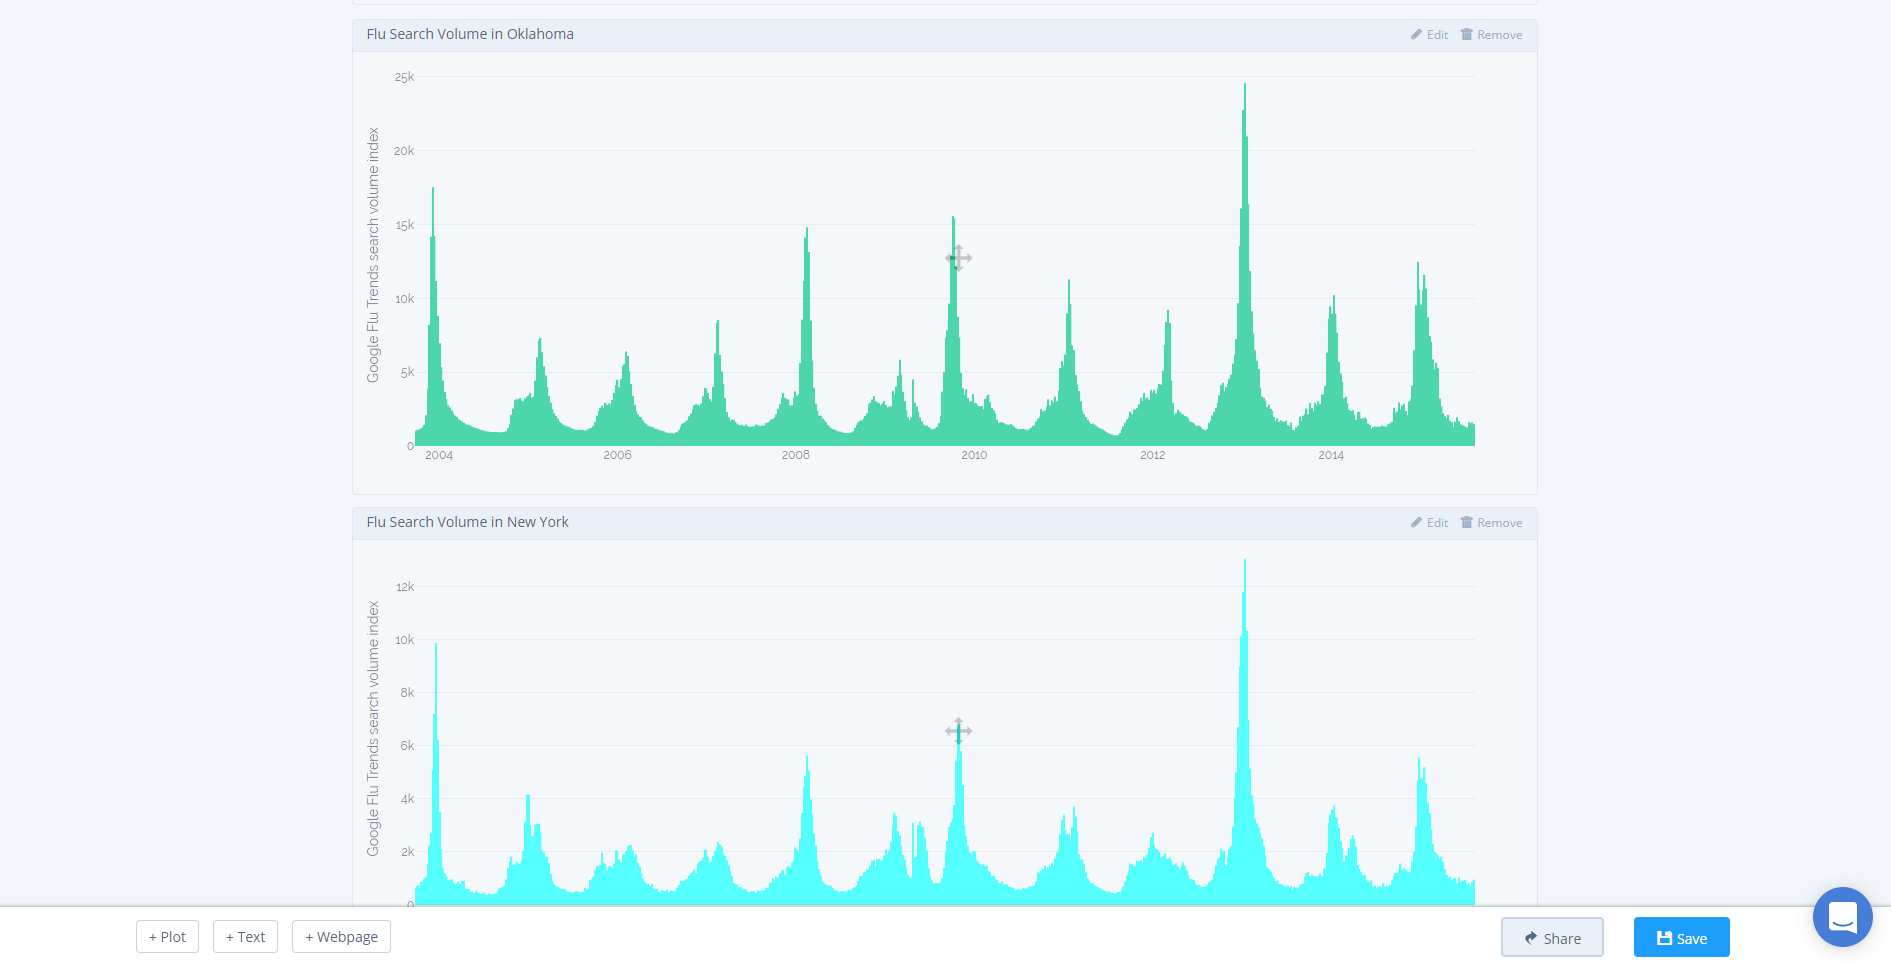 Flu Search Volume in Oklahoma
Edit Remove
Google Flu Trends search volume index
25k
20k
15k
10k
5k
0
2004 2006 2008 2010 2012 2014
Flu Search Volume in New York
Edit Remove
Google Flu Trends search volume index
12k
10k
8k
6k
4k
2k
0
+ Plot + Text + Webpage Share Save